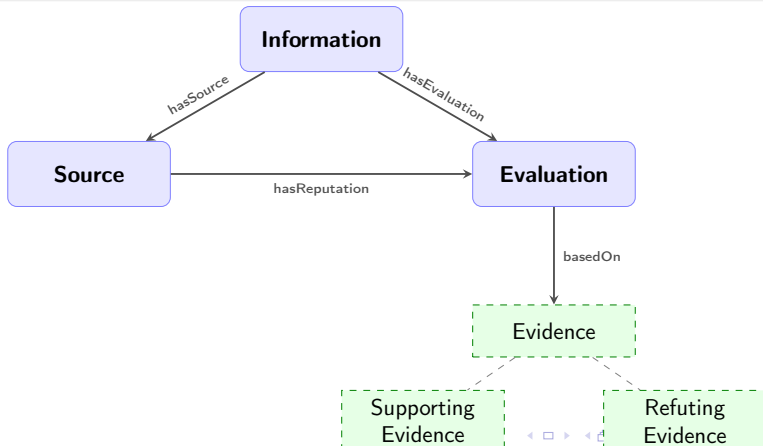 Information
hasSource
hasEvaluation
Source
hasReputation
Evaluation
basedOn
Evidence
Supporting
Evidence
Refuting
Evidence